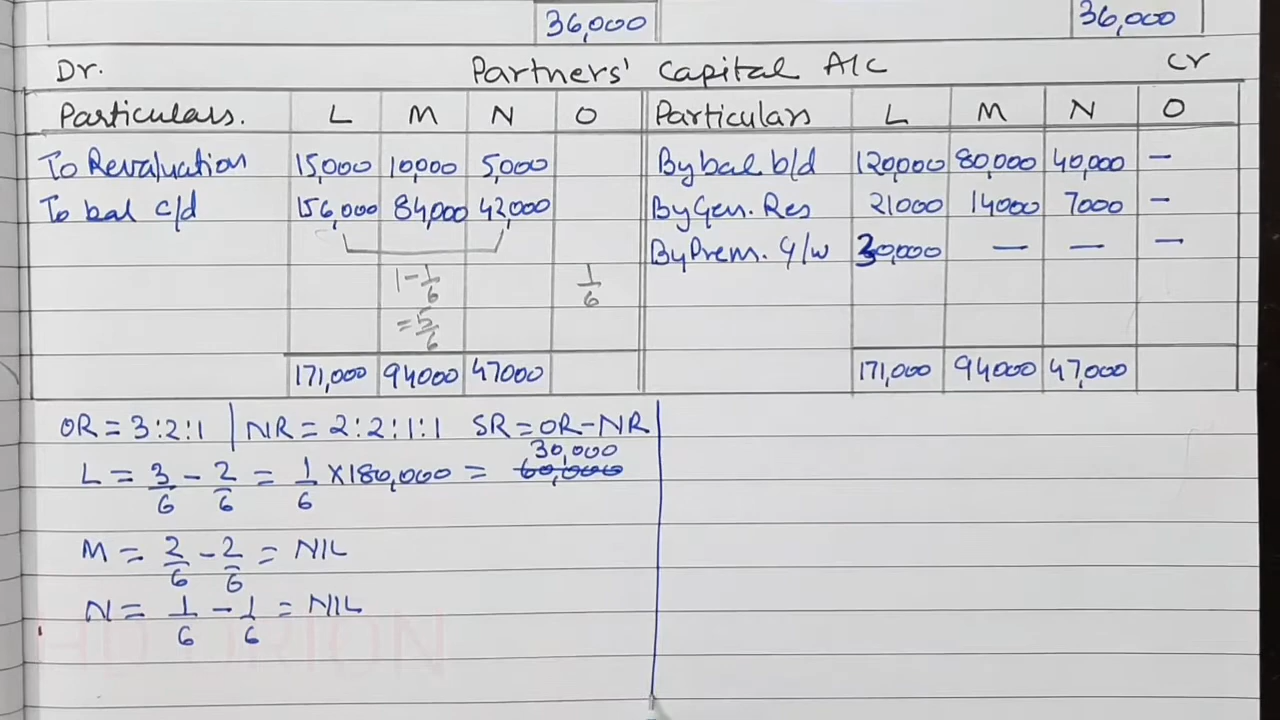 36,000 36,000
Dr. Partners' Capital A/C Cr
Particulars. L M N O Particulars L M N O
To Revaluation 15,000 10,000 5,000 By bal b/d 120,000 80,000 40,000 —
To bal c/d 156,000 84,000 42,000 By Gen. Res 21000 14000 7000 —
By Prem. G/w 30,000 — — —
1-1/6 1/6
=5/6
171,000 94000 47000 171,000 94000 47,000
OR = 3:2:1 | NR = 2:2:1:1 SR = OR-NR
L = 3/6 - 2/6 = 1/6 × 180,000 = 60,000 30,000
M = 2/6 - 2/6 = NIL
N = 1/6 - 1/6 = NIL